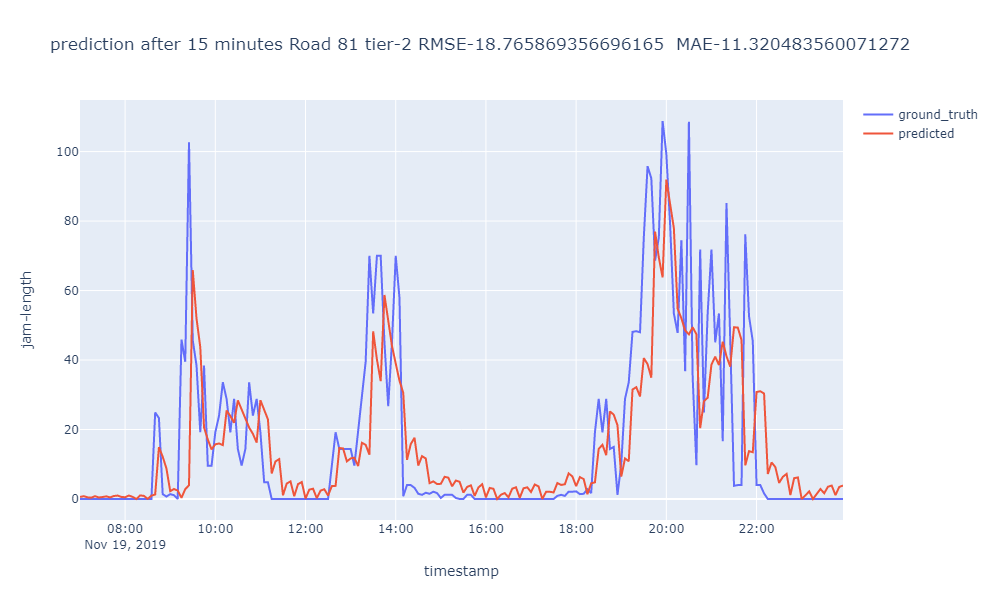 prediction after 15 minutes Road 81 tier-2 RMSE-18.765869356696165  MAE-11.320483560071272
ground_truth
predicted
jam-length
100
80
60
40
20
0
08:00 10:00 12:00 14:00 16:00 18:00 20:00 22:00
Nov 19, 2019
timestamp